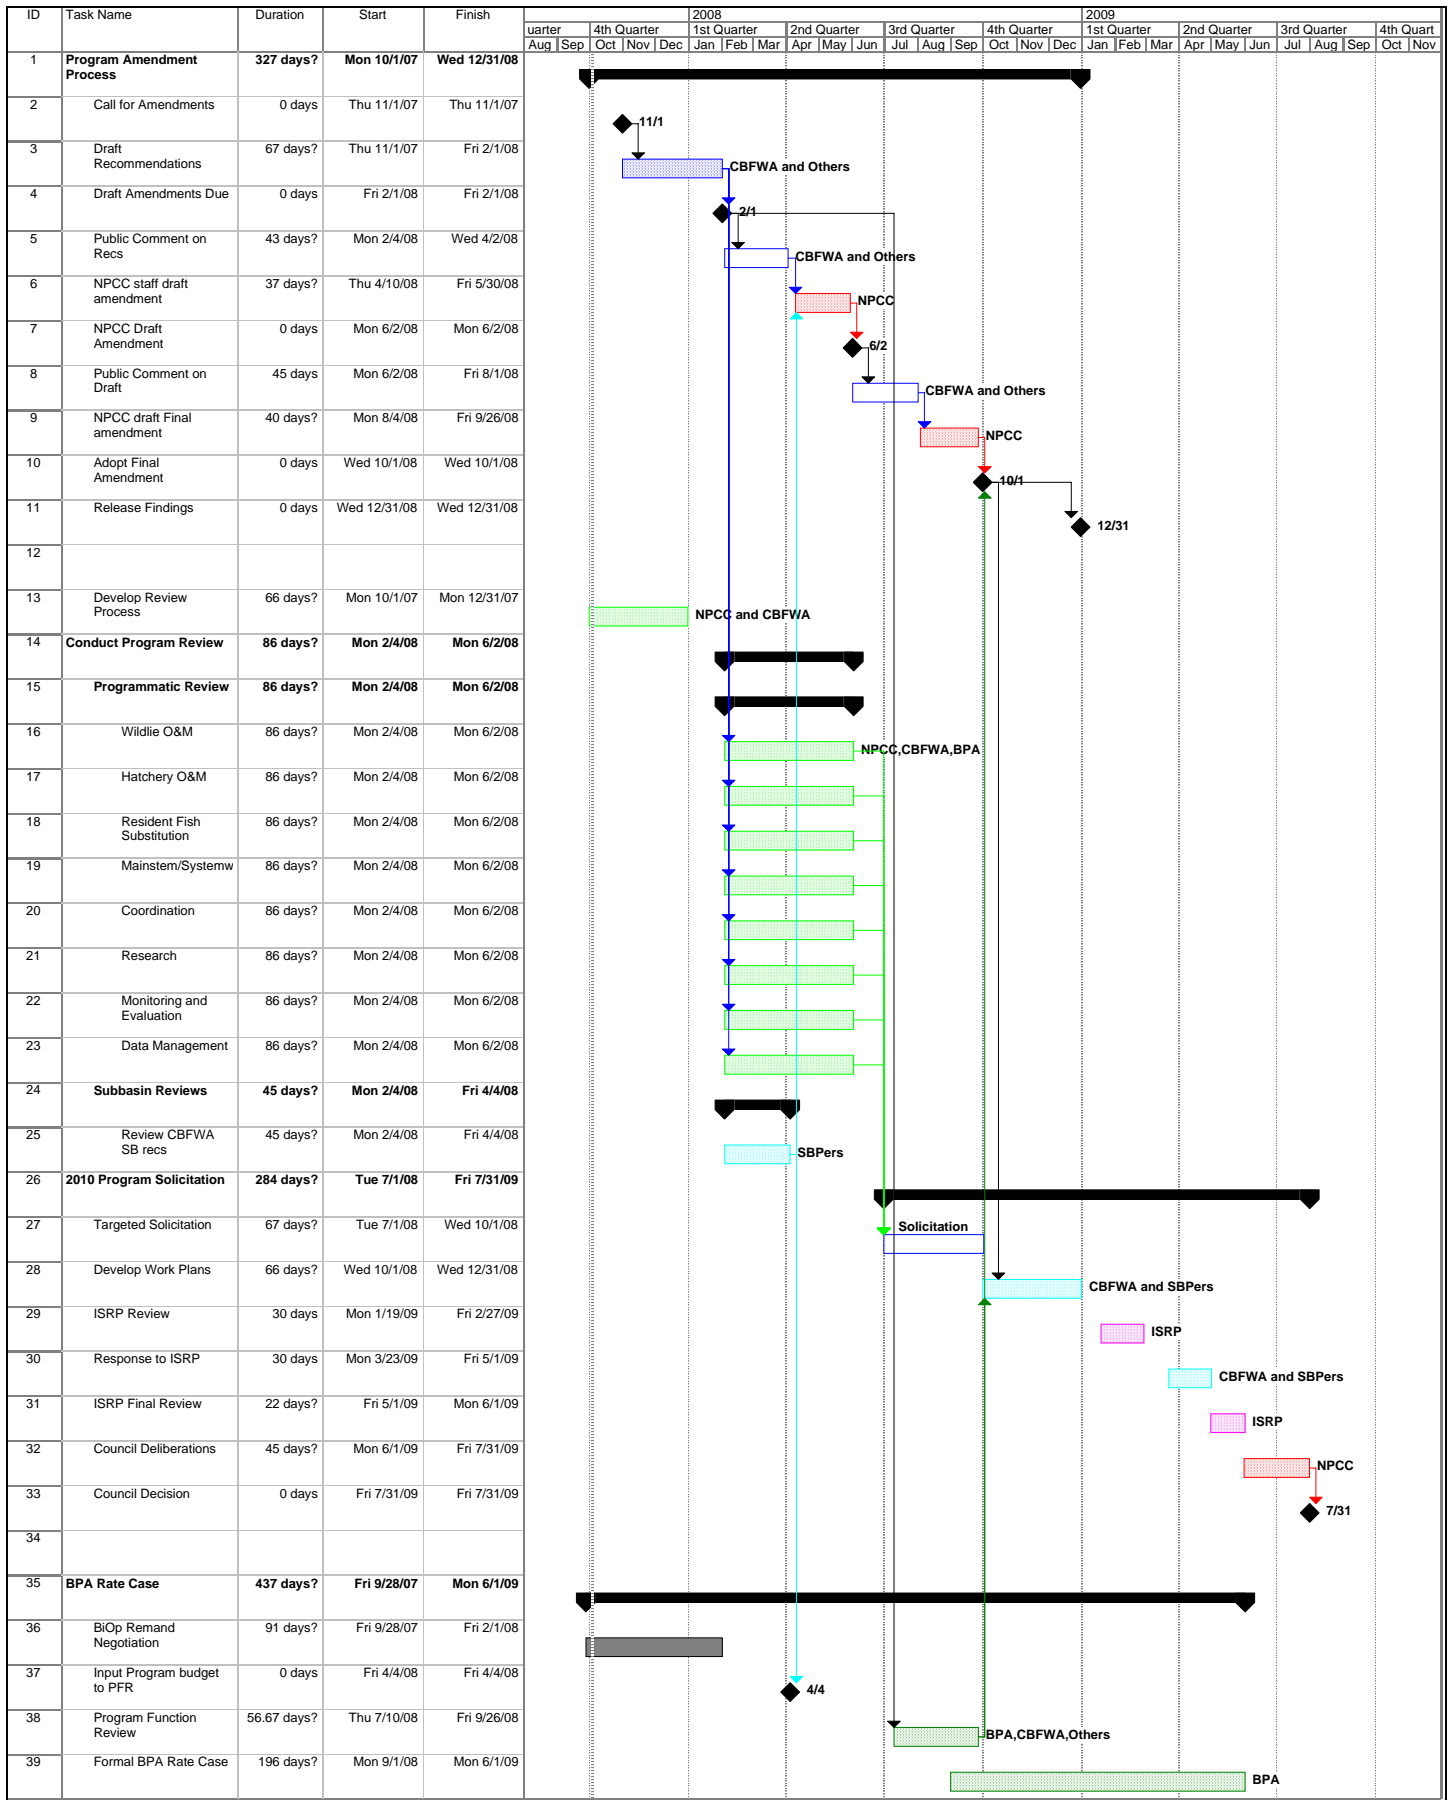 ID Task Name Duration Start Finish
2008 2009
uarter 4th Quarter 1st Quarter 2nd Quarter 3rd Quarter 4th Quarter 1st Quarter 2nd Quarter 3rd Quarter 4th Quart
Aug Sep Oct Nov Dec Jan Feb Mar Apr May Jun Jul Aug Sep Oct Nov Dec Jan Feb Mar Apr May Jun Jul Aug Sep Oct Nov
1 Program Amendment 327 days? Mon 10/1/07 Wed 12/31/08
Process
2 Call for Amendments 0 days Thu 11/1/07 Thu 11/1/07
11/1
3 Draft 67 days? Thu 11/1/07 Fri 2/1/08
Recommendations CBFWA and Others
4 Draft Amendments Due 0 days Fri 2/1/08 Fri 2/1/08
2/1
5 Public Comment on 43 days? Mon 2/4/08 Wed 4/2/08
Recs CBFWA and Others
6 NPCC staff draft 37 days? Thu 4/10/08 Fri 5/30/08
amendment NPCC
7 NPCC Draft 0 days Mon 6/2/08 Mon 6/2/08
Amendment 6/2
8 Public Comment on 45 days Mon 6/2/08 Fri 8/1/08
Draft CBFWA and Others
9 NPCC draft Final 40 days? Mon 8/4/08 Fri 9/26/08
amendment NPCC
10 Adopt Final 0 days Wed 10/1/08 Wed 10/1/08
Amendment 10/1
11 Release Findings 0 days Wed 12/31/08 Wed 12/31/08
12/31
12
13 Develop Review 66 days? Mon 10/1/07 Mon 12/31/07
Process NPCC and CBFWA
14 Conduct Program Review 86 days? Mon 2/4/08 Mon 6/2/08
15 Programmatic Review 86 days? Mon 2/4/08 Mon 6/2/08
16 Wildlie O&M 86 days? Mon 2/4/08 Mon 6/2/08
NPCC,CBFWA,BPA
17 Hatchery O&M 86 days? Mon 2/4/08 Mon 6/2/08
18 Resident Fish 86 days? Mon 2/4/08 Mon 6/2/08
Substitution
19 Mainstem/Systemw 86 days? Mon 2/4/08 Mon 6/2/08
20 Coordination 86 days? Mon 2/4/08 Mon 6/2/08
21 Research 86 days? Mon 2/4/08 Mon 6/2/08
22 Monitoring and 86 days? Mon 2/4/08 Mon 6/2/08
Evaluation
23 Data Management 86 days? Mon 2/4/08 Mon 6/2/08
24 Subbasin Reviews 45 days? Mon 2/4/08 Fri 4/4/08
25 Review CBFWA 45 days? Mon 2/4/08 Fri 4/4/08
SB recs SBPers
26 2010 Program Solicitation 284 days? Tue 7/1/08 Fri 7/31/09
27 Targeted Solicitation 67 days? Tue 7/1/08 Wed 10/1/08
Solicitation
28 Develop Work Plans 66 days? Wed 10/1/08 Wed 12/31/08
CBFWA and SBPers
29 ISRP Review 30 days Mon 1/19/09 Fri 2/27/09
ISRP
30 Response to ISRP 30 days Mon 3/23/09 Fri 5/1/09
CBFWA and SBPers
31 ISRP Final Review 22 days? Fri 5/1/09 Mon 6/1/09
ISRP
32 Council Deliberations 45 days? Mon 6/1/09 Fri 7/31/09
NPCC
33 Council Decision 0 days Fri 7/31/09 Fri 7/31/09
7/31
34
35 BPA Rate Case 437 days? Fri 9/28/07 Mon 6/1/09
36 BiOp Remand 91 days? Fri 9/28/07 Fri 2/1/08
Negotiation
37 Input Program budget 0 days Fri 4/4/08 Fri 4/4/08
to PFR 4/4
38 Program Function 56.67 days? Thu 7/10/08 Fri 9/26/08
Review BPA,CBFWA,Others
39 Formal BPA Rate Case 196 days? Mon 9/1/08 Mon 6/1/09
BPA